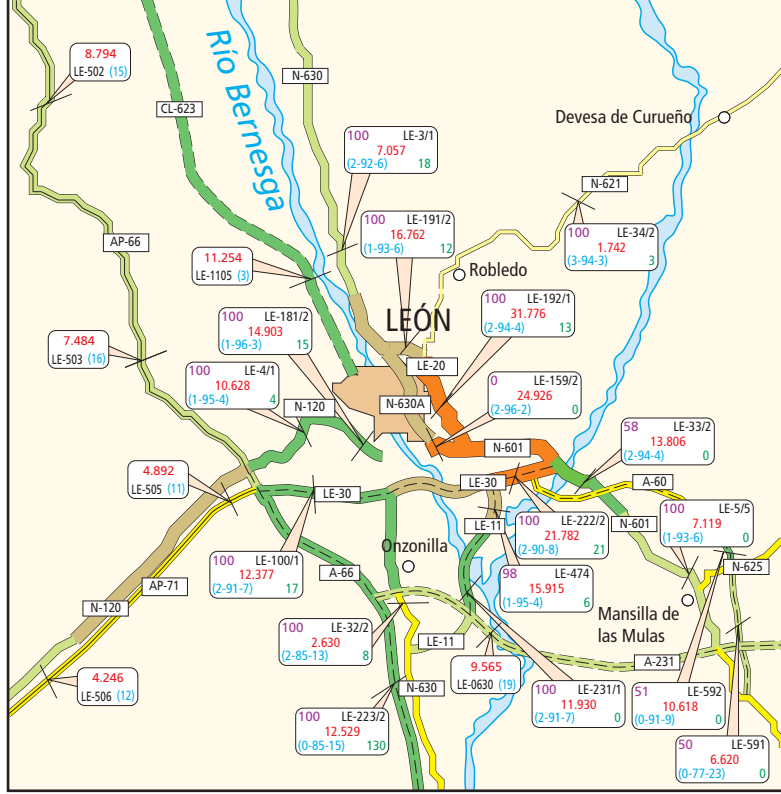 8.794
LE-502 (15)
N-630
CL-623
Río Bernesga
100 LE-3/1
7.057
(2-92-6) 18
Devesa de Curueño
N-621
100 LE-191/2
16.762
(1-93-6) 12
100 LE-34/2
1.742
(3-94-3) 3
AP-66
11.254
LE-1105 (3)
Robledo
100 LE-181/2
14.903
(1-96-3) 15
LEÓN
100 LE-192/1
31.776
(2-94-4) 13
7.484
LE-503 (16)
100 LE-4/1
10.628
(1-95-4) 4
LE-20
0 LE-159/2
24.926
(2-96-2) 0
N-120
N-630A
58 LE-33/2
13.806
(2-94-4) 0
N-601
4.892
LE-505 (11)
LE-30
LE-30
A-60
100 LE-5/5
7.119
(1-93-6) 0
N-601
LE-11
100 LE-222/2
21.782
(2-90-8) 21
Onzonilla
100 LE-100/1
12.377
(2-91-7) 17
A-66
98 LE-474
15.915
(1-95-4) 6
N-625
AP-71
N-120
Mansilla de
las Mulas
100 LE-32/2
2.630
(2-85-13) 8
LE-11
A-231
4.246
LE-506 (12)
N-630
9.565
LE-0630 (19)
100 LE-231/1
11.930
(2-91-7) 0
51 LE-592
10.618
(0-91-9) 0
100 LE-223/2
12.529
(0-85-15) 130
50 LE-591
6.620
(0-77-23) 0